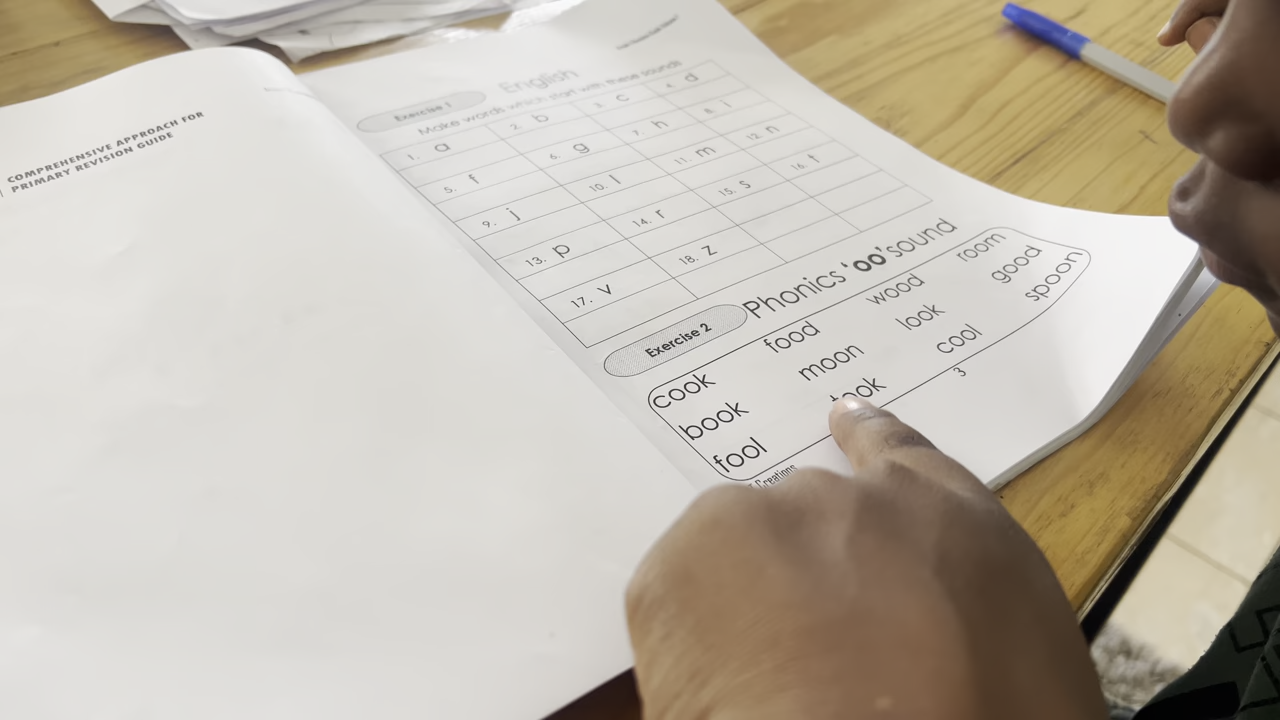 COMPREHENSIVE APPROACH FOR
PRIMARY REVISION GUIDE
English
Exercise 1
Make words which start with these sounds
1. a 2. b 3. c 4. d
5. f 6. g 7. h 8. i
9. j 10. l 11. m 12. n
13. p 14. r 15. s 16. t
17. v 18. z
Exercise 2 Phonics 'oo' sound
cook food wood room
book moon look good
fool took cool spoon
Creations
3